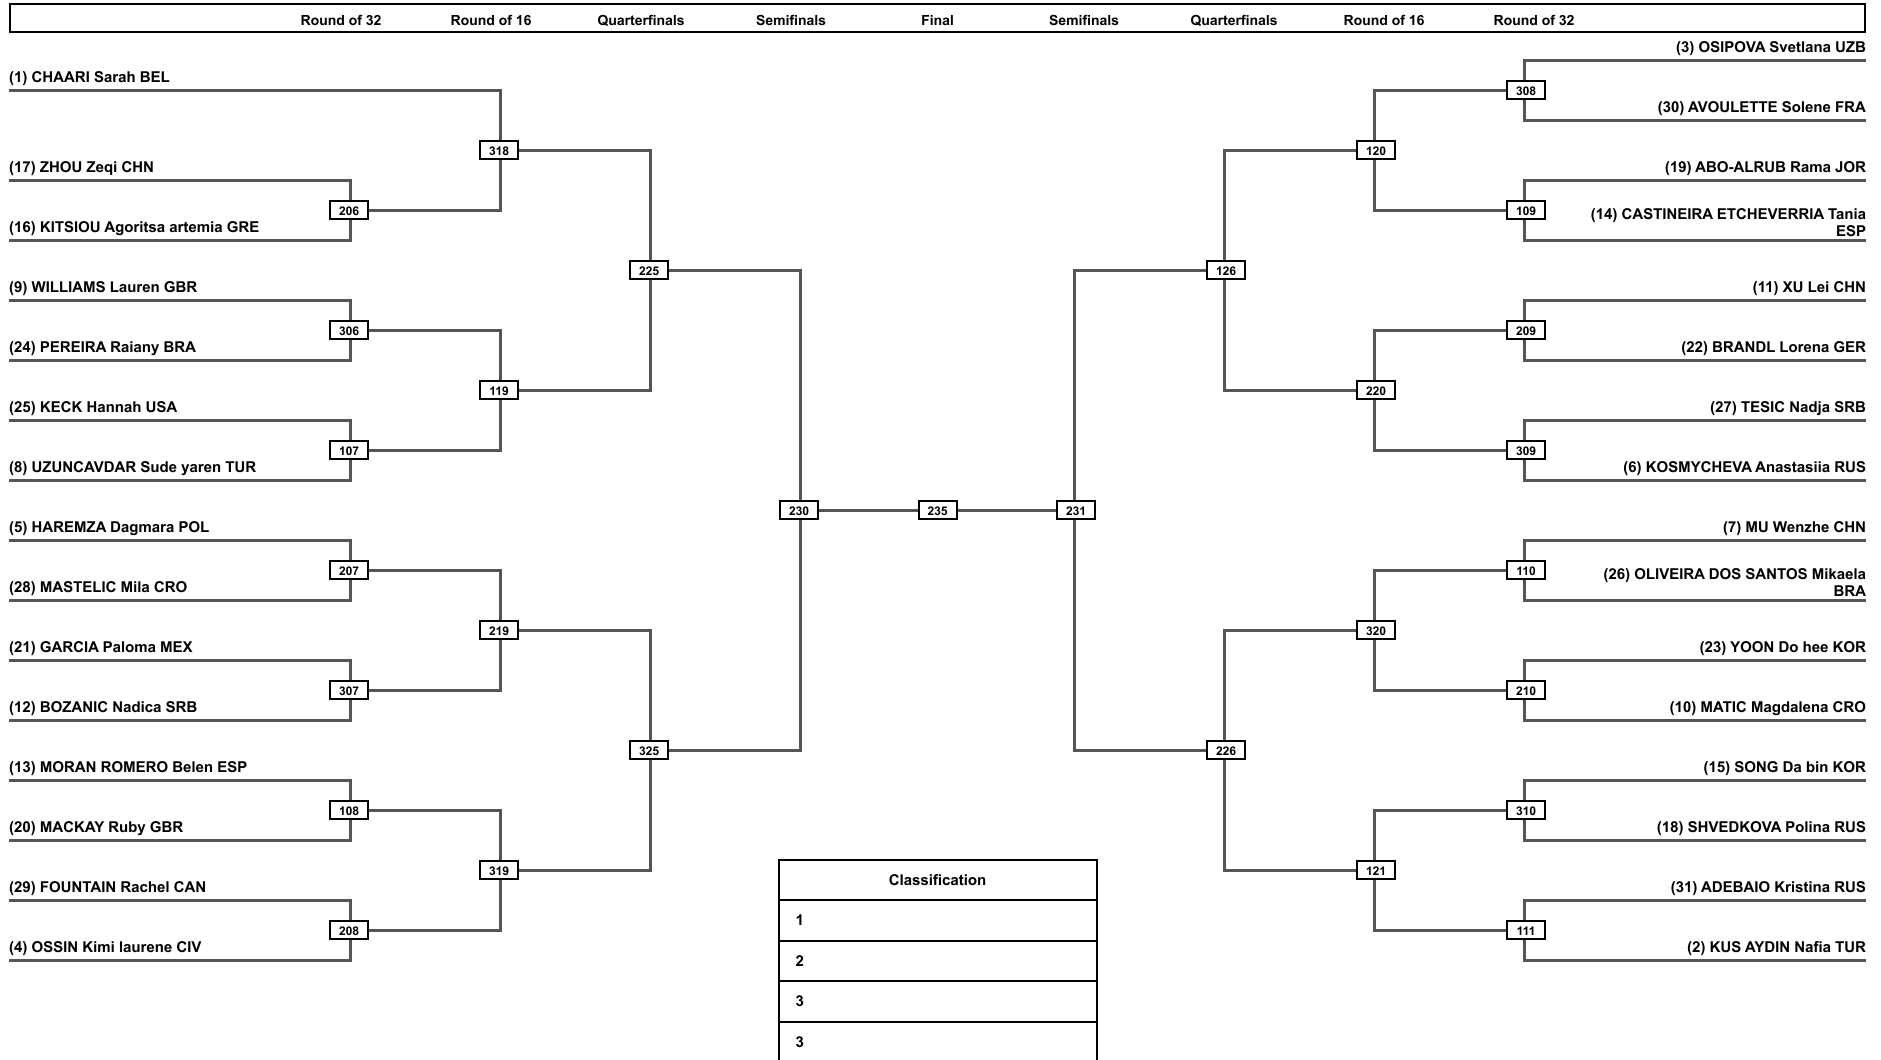 Round of 32 Round of 16 Quarterfinals Semifinals Final Semifinals Quarterfinals Round of 16 Round of 32
(1) CHAARI Sarah BEL
318
(17) ZHOU Zeqi CHN
206
(16) KITSIOU Agoritsa artemia GRE
225
(9) WILLIAMS Lauren GBR
306
(24) PEREIRA Raiany BRA
119
(25) KECK Hannah USA
107
(8) UZUNCAVDAR Sude yaren TUR
230
(5) HAREMZA Dagmara POL
207
(28) MASTELIC Mila CRO
219
(21) GARCIA Paloma MEX
307
(12) BOZANIC Nadica SRB
325
(13) MORAN ROMERO Belen ESP
108
(20) MACKAY Ruby GBR
319
(29) FOUNTAIN Rachel CAN
208
(4) OSSIN Kimi laurene CIV
235
(3) OSIPOVA Svetlana UZB
308
(30) AVOULETTE Solene FRA
120
(19) ABO-ALRUB Rama JOR
109
(14) CASTINEIRA ETCHEVERRIA Tania
ESP
126
(11) XU Lei CHN
209
(22) BRANDL Lorena GER
220
(27) TESIC Nadja SRB
309
(6) KOSMYCHEVA Anastasiia RUS
231
(7) MU Wenzhe CHN
110
(26) OLIVEIRA DOS SANTOS Mikaela
BRA
320
(23) YOON Do hee KOR
210
(10) MATIC Magdalena CRO
226
(15) SONG Da bin KOR
310
(18) SHVEDKOVA Polina RUS
121
(31) ADEBAIO Kristina RUS
111
(2) KUS AYDIN Nafia TUR
Classification
1
2
3
3